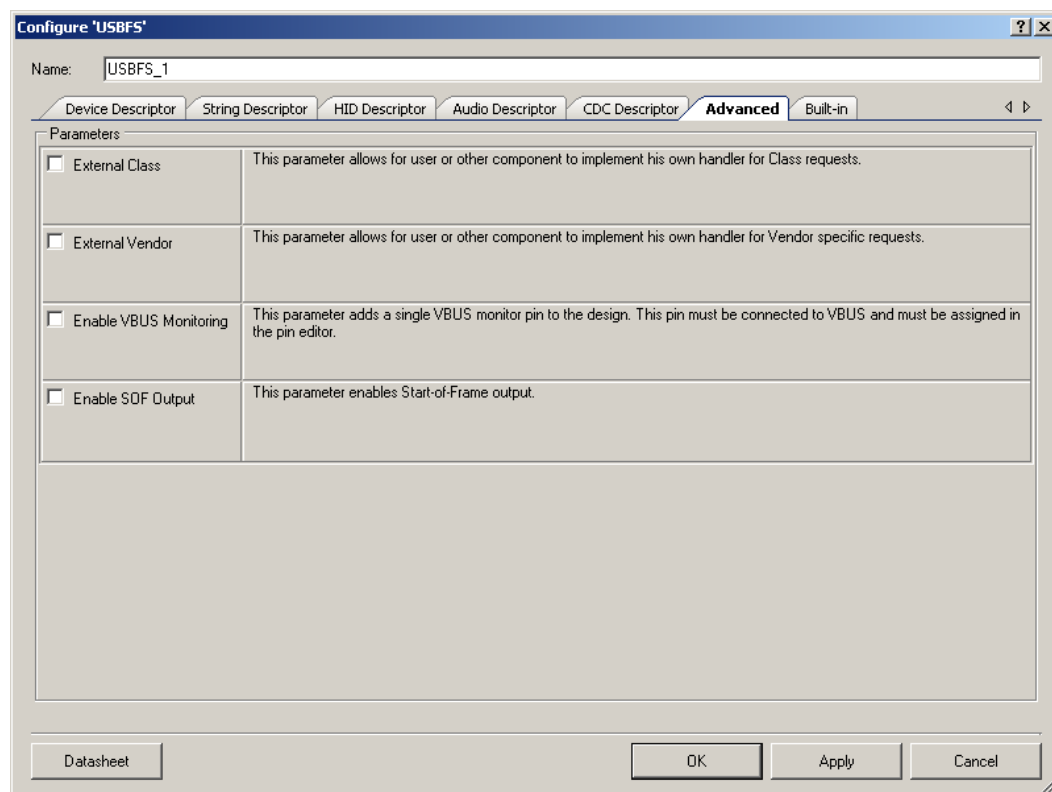 Configure 'USBFS'
Name: USBFS_1
Device Descriptor String Descriptor HID Descriptor Audio Descriptor CDC Descriptor Advanced Built-in
Parameters
External Class This parameter allows for user or other component to implement his own handler for Class requests.
External Vendor This parameter allows for user or other component to implement his own handler for Vendor specific requests.
Enable VBUS Monitoring This parameter adds a single VBUS monitor pin to the design. This pin must be connected to VBUS and must be assigned in
the pin editor.
Enable SOF Output This parameter enables Start-of-Frame output.
Datasheet OK Apply Cancel